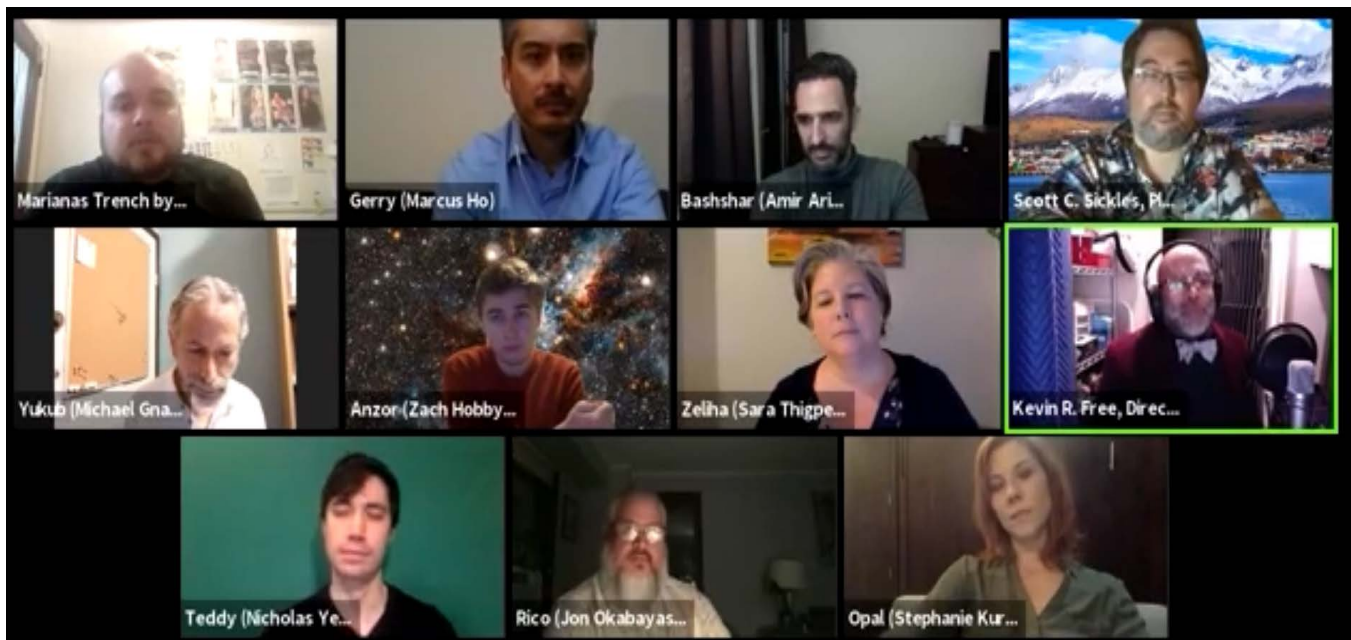 Marianas Trench by...
Gerry (Marcus Ho)
Bashshar (Amir Ari...
Scott C. Sickles, Pl...
Yukub (Michael Gna...
Anzor (Zach Hobby...
Zeliha (Sara Thigpe...
Kevin R. Free, Direc...
Teddy (Nicholas Ye...
Rico (Jon Okabayas...
Opal (Stephanie Kur...